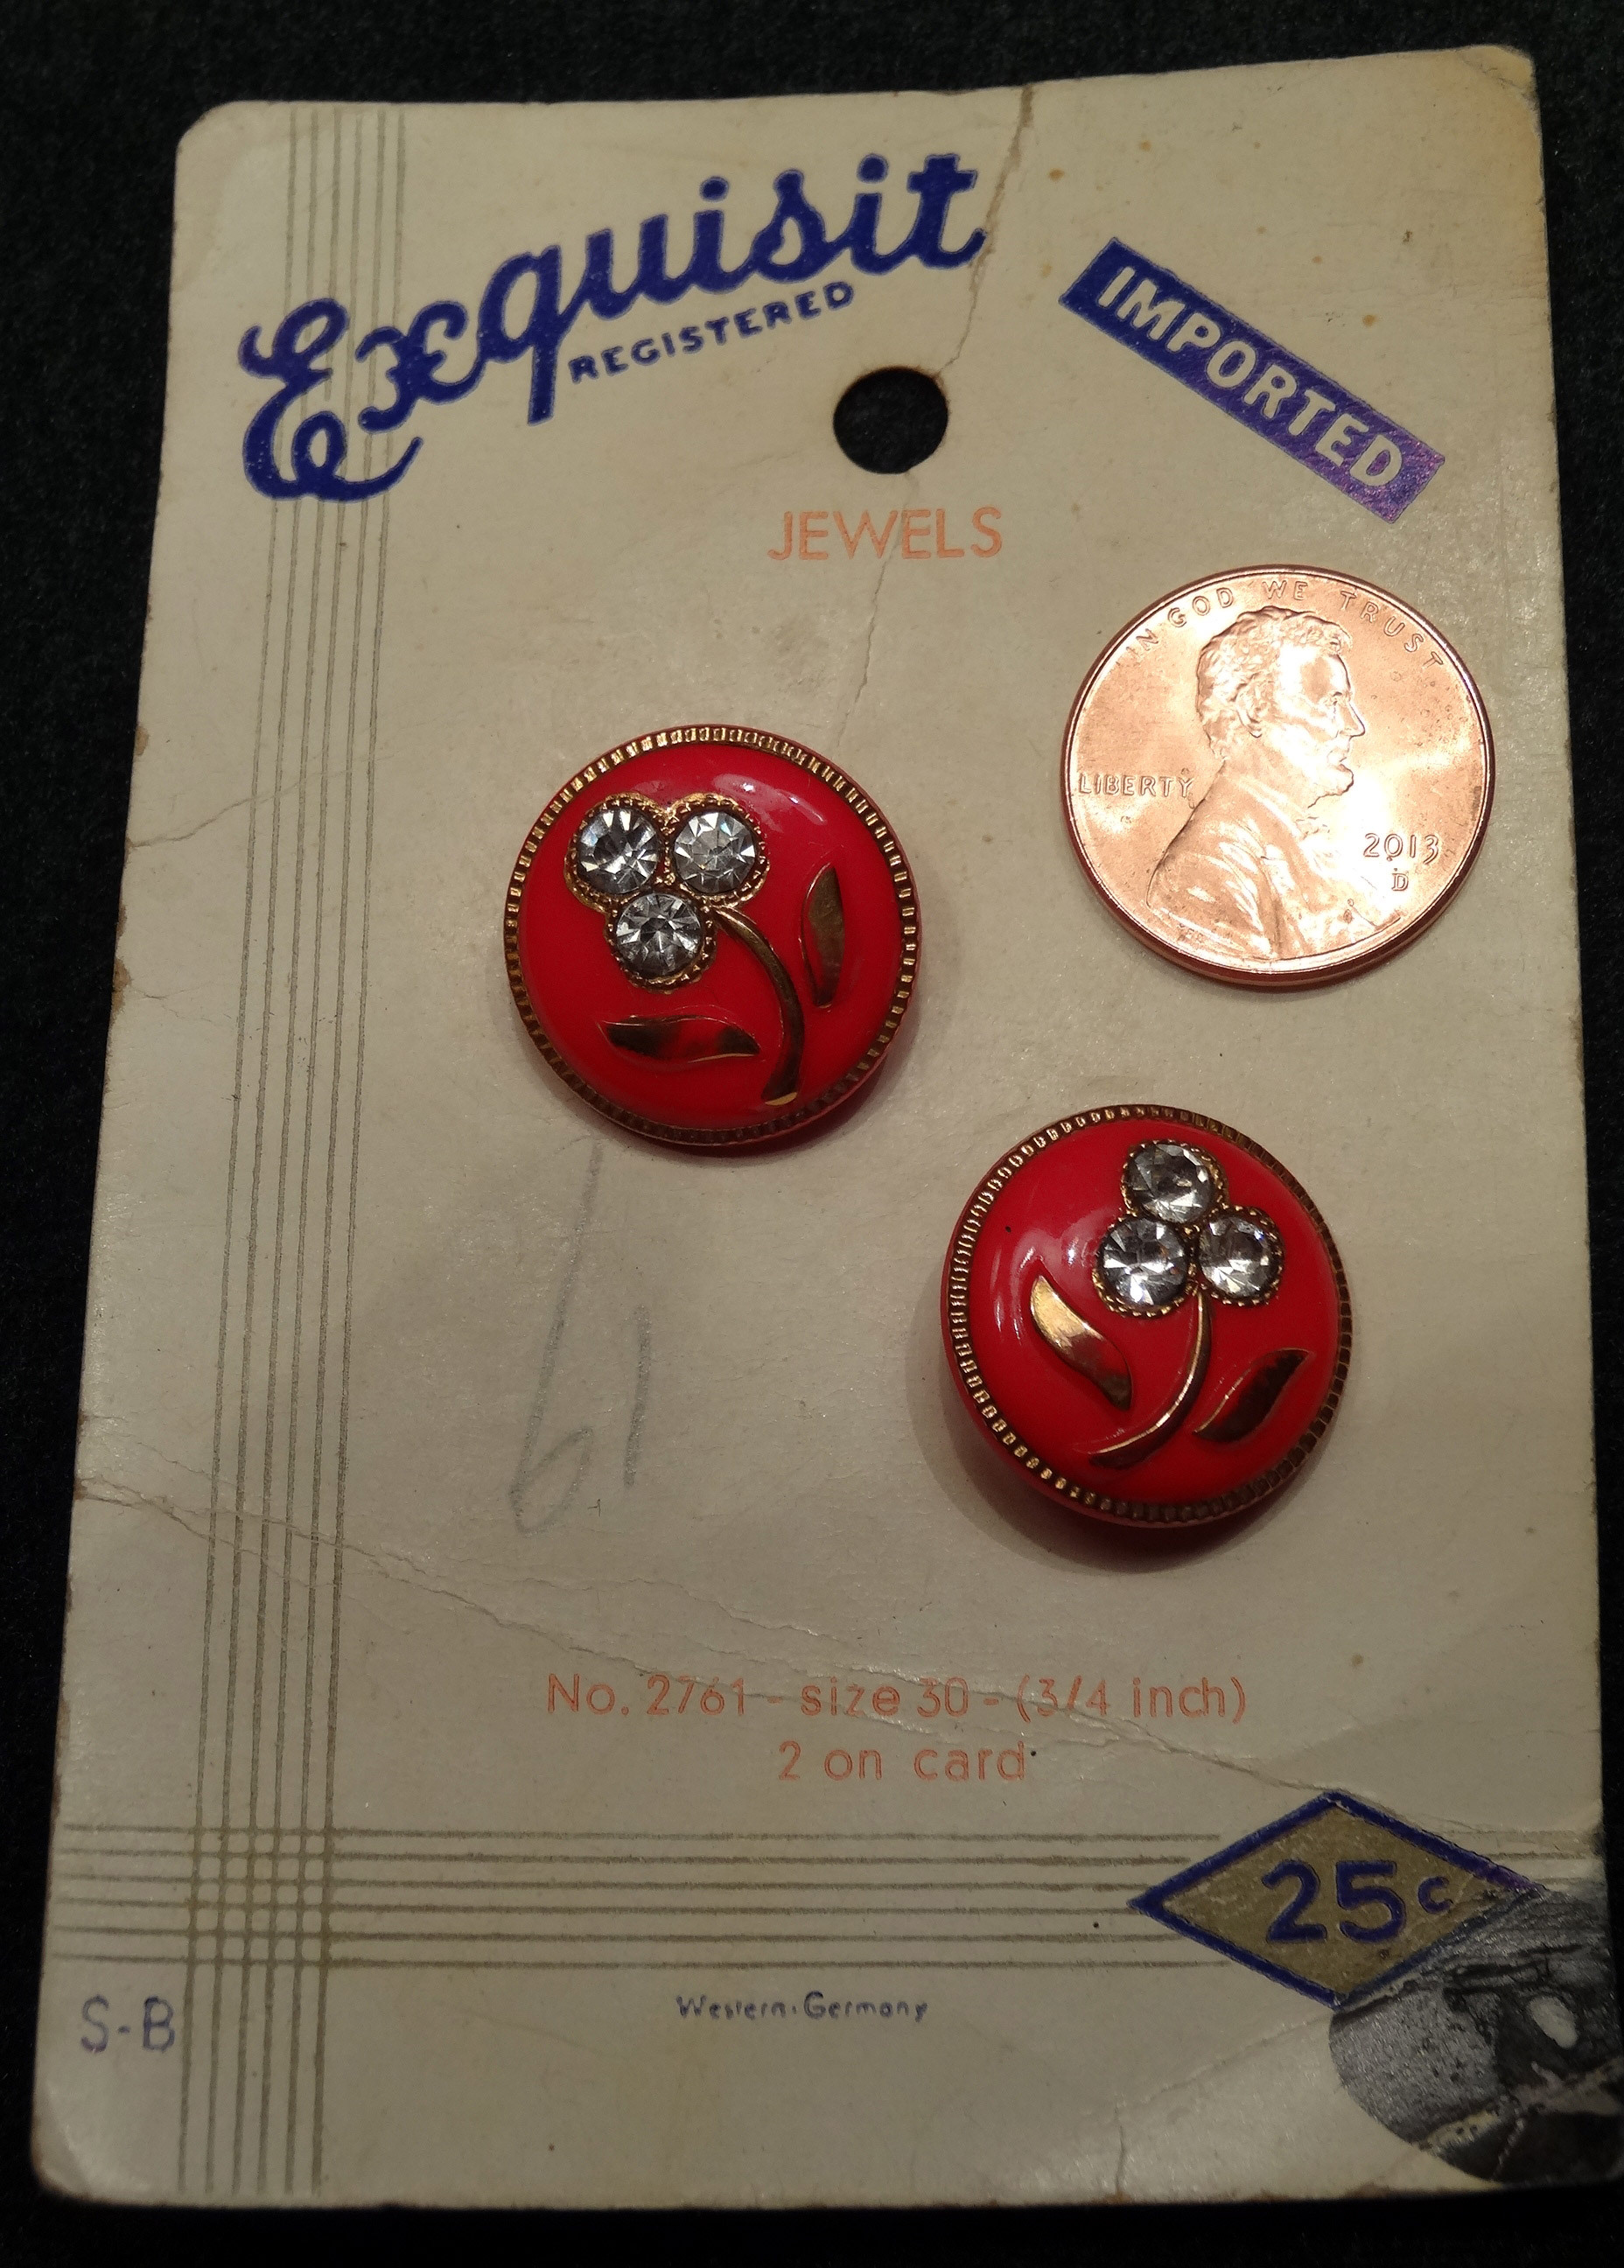 Exquisit
REGISTERED
IMPORTED
JEWELS
IN GOD WE TRUST
LIBERTY
2013
D
61
No. 2761 - size 30 - (3/4 inch)
2 on card
25c
Western-Germany
S-B